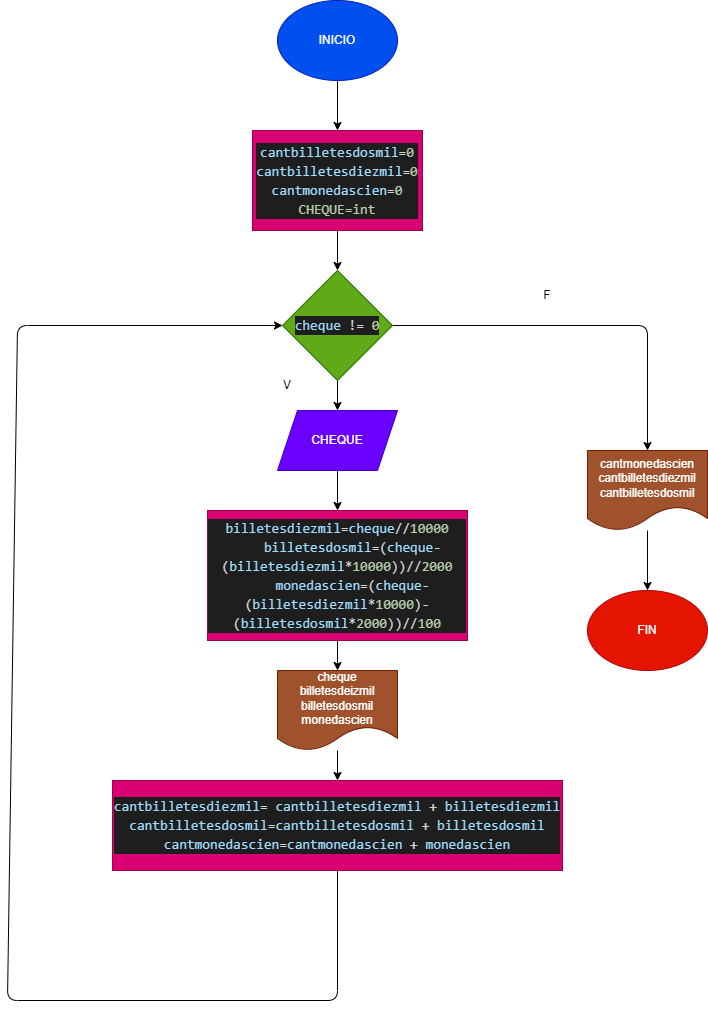 INICIO
cantbilletesdosmil=0
cantbilletesdiezmil=0
cantmonedascien=0
CHEQUE=int
F
cheque != 0
V
CHEQUE
cantmonedascien
cantbilletesdiezmil
cantbilletesdosmil
billetesdiezmil=cheque//10000
billetesdosmil=(cheque-
(billetesdiezmil*10000))//2000
monedascien=(cheque-
(billetesdiezmil*10000)-
(billetesdosmil*2000))//100
FIN
cheque
billetesdeizmil
billetesdosmil
monedascien
cantbilletesdiezmil= cantbilletesdiezmil + billetesdiezmil
cantbilletesdosmil=cantbilletesdosmil + billetesdosmil
cantmonedascien=cantmonedascien + monedascien